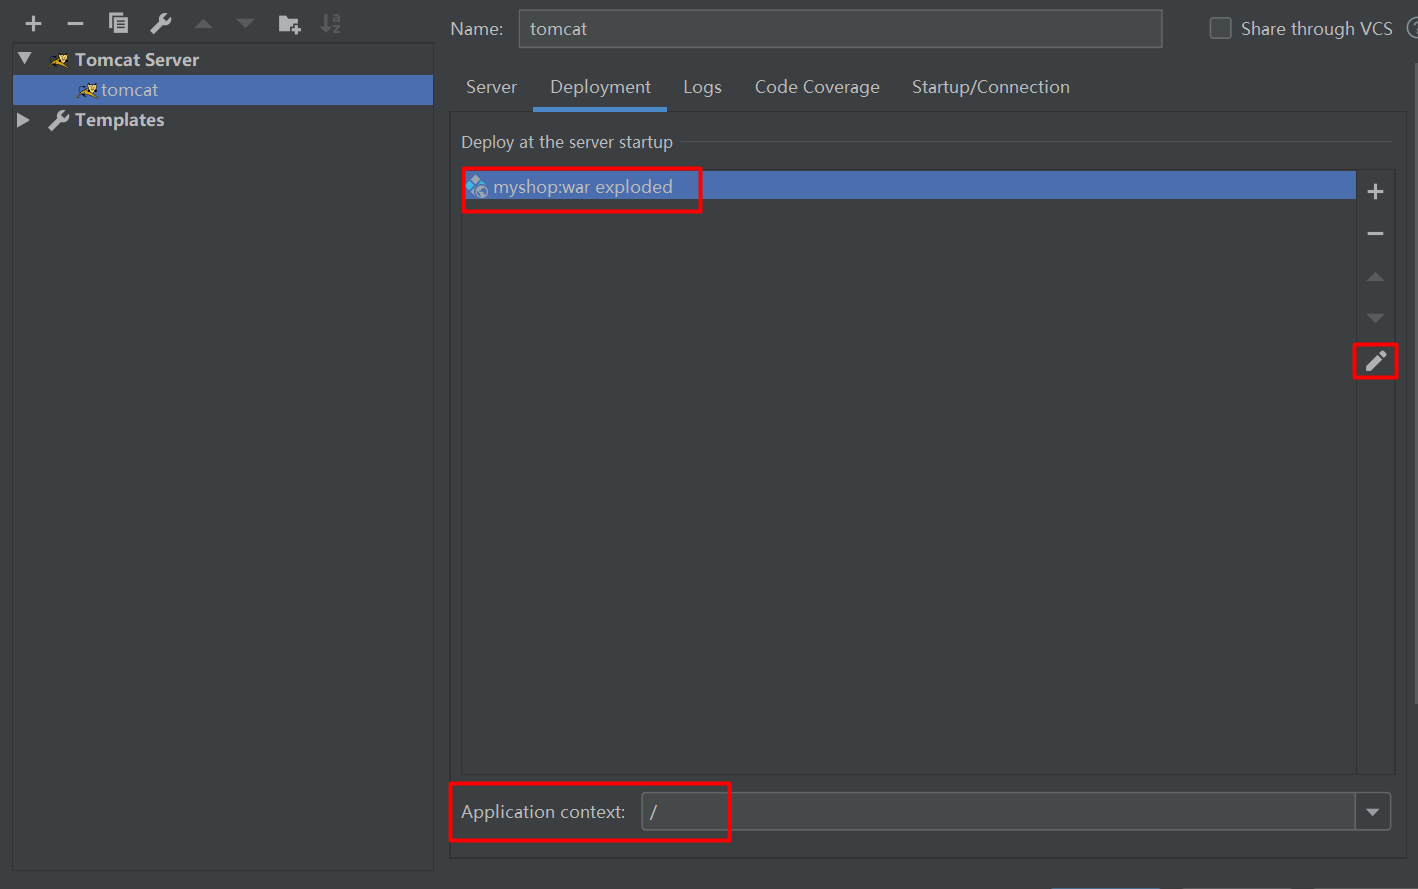 Name: tomcat Share through VCS
Tomcat Server
tomcat
Templates
Server Deployment Logs Code Coverage Startup/Connection
Deploy at the server startup
myshop:war exploded
Application context: /